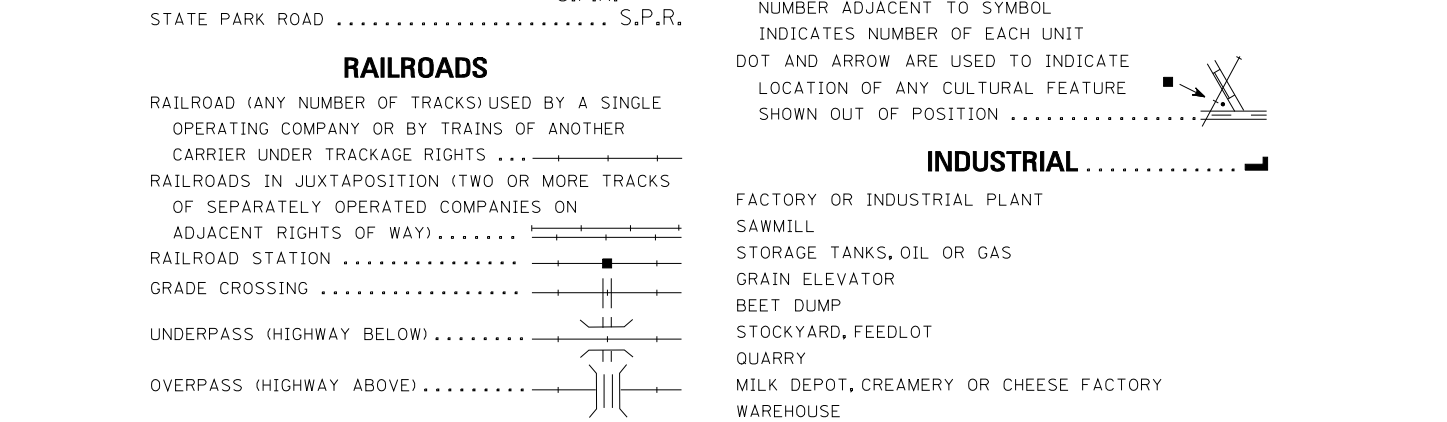 STATE PARK ROAD ........................ S.P.R.
RAILROADS
RAILROAD (ANY NUMBER OF TRACKS) USED BY A SINGLE
OPERATING COMPANY OR BY TRAINS OF ANOTHER
CARRIER UNDER TRACKAGE RIGHTS ...
RAILROADS IN JUXTAPOSITION (TWO OR MORE TRACKS
OF SEPARATELY OPERATED COMPANIES ON
ADJACENT RIGHTS OF WAY).......
RAILROAD STATION ...............
GRADE CROSSING .................
UNDERPASS (HIGHWAY BELOW)........
OVERPASS (HIGHWAY ABOVE).........
NUMBER ADJACENT TO SYMBOL
INDICATES NUMBER OF EACH UNIT
DOT AND ARROW ARE USED TO INDICATE
LOCATION OF ANY CULTURAL FEATURE
SHOWN OUT OF POSITION .................
INDUSTRIAL .............
FACTORY OR INDUSTRIAL PLANT
SAWMILL
STORAGE TANKS, OIL OR GAS
GRAIN ELEVATOR
BEET DUMP
STOCKYARD, FEEDLOT
QUARRY
MILK DEPOT, CREAMERY OR CHEESE FACTORY
WAREHOUSE